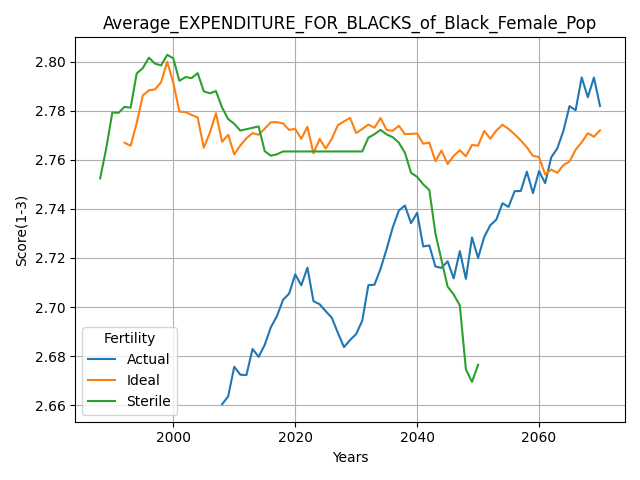 Average_EXPENDITURE_FOR_BLACKS_of_Black_Female_Pop
2.80
2.78
2.76
2.74
2.72
2.70
2.68
2.66
Score(1-3)
Fertility
Actual
Ideal
Sterile
2000 2020 2040 2060
Years